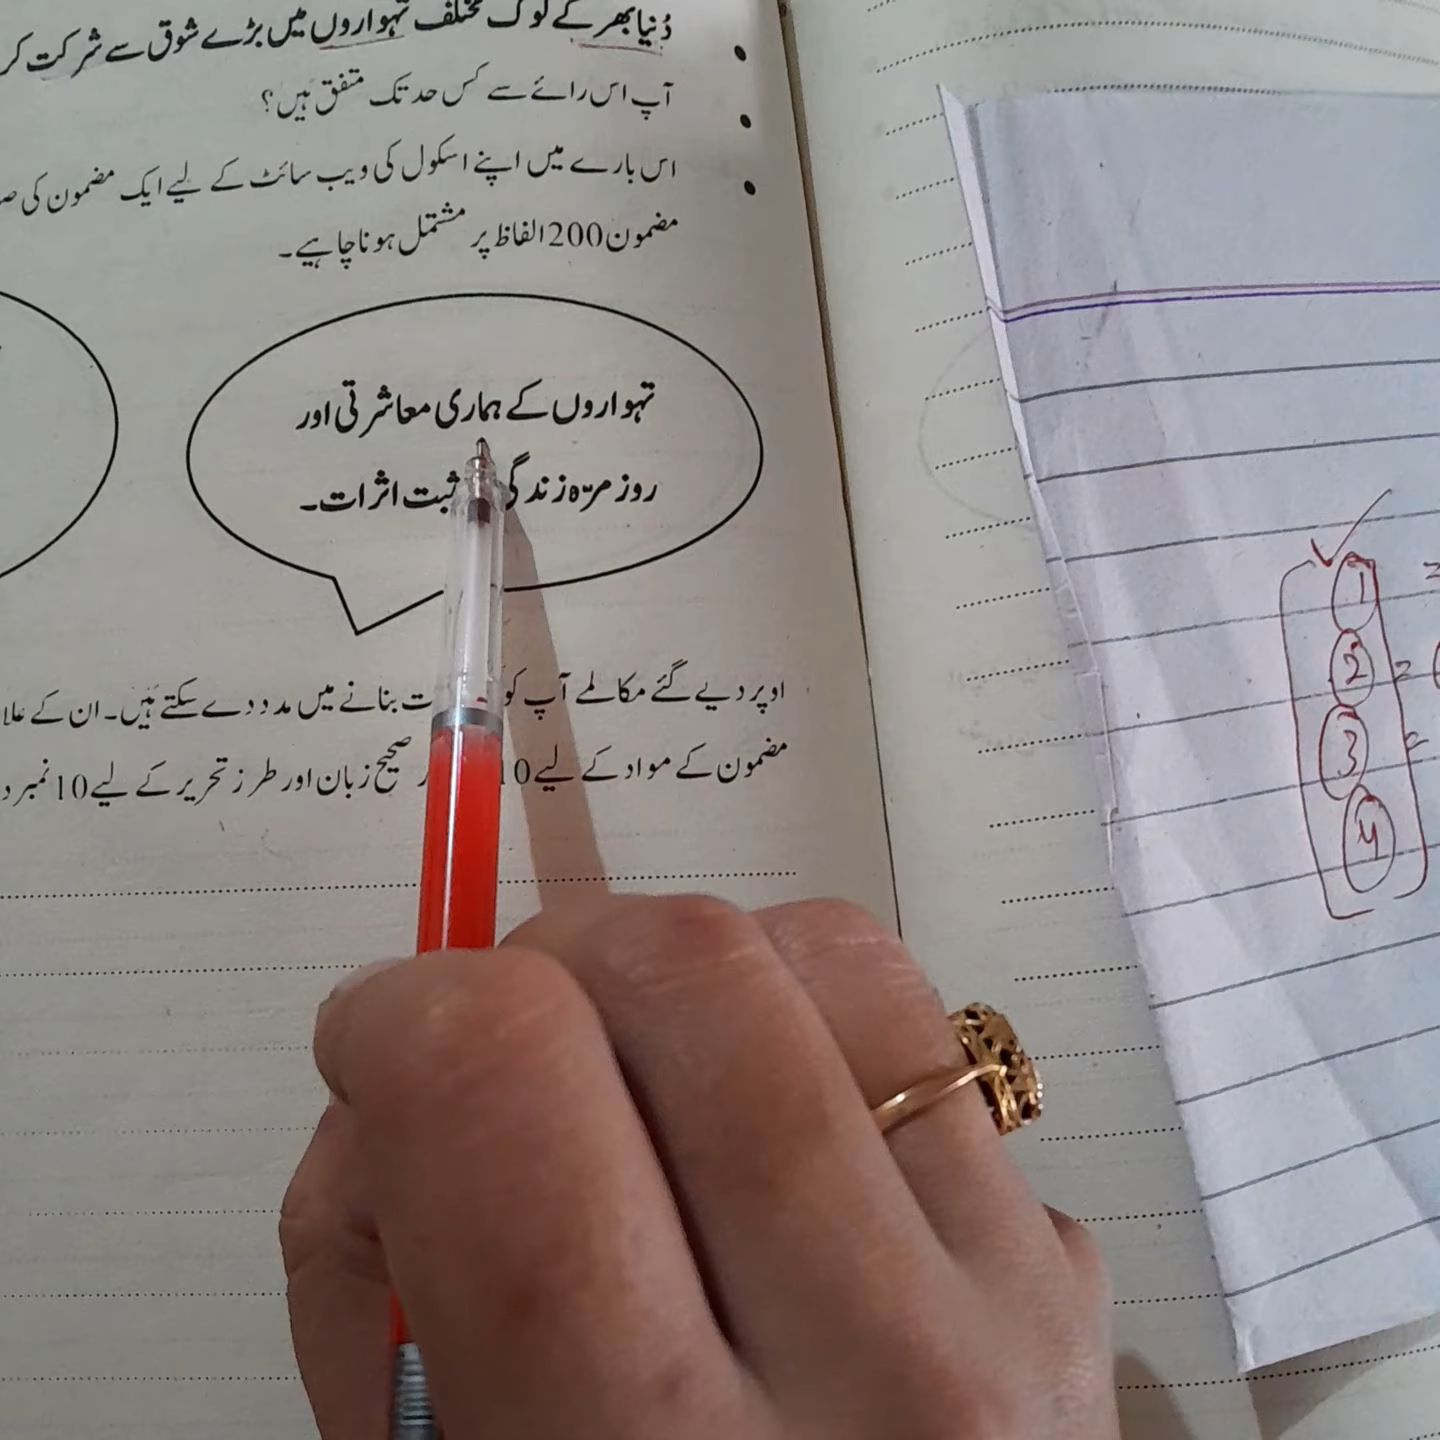 دُنیا بھر کے لوگ مختلف تہواروں میں بڑے شوق سے شرکت کر
آپ اس رائے سے کس حد تک متفق ہیں؟
اس بارے میں اپنے اسکول کی ویب سائٹ کے لیے ایک مضمون کی
مضمون 200 الفاظ پر مشتمل ہونا چاہیے۔
تہواروں کے ہماری معاشرتی اور
روز مرّہ زندگی ثبت اثرات۔
اوپر دیے گئے مکالمے آپ کو بنانے میں مدد دے سکتے ہیں۔ ان کے
مضمون کے مواد کے لیے 10 صحیح زبان اور طرز تحریر کے لیے 10 نمبر
1
2
3
4